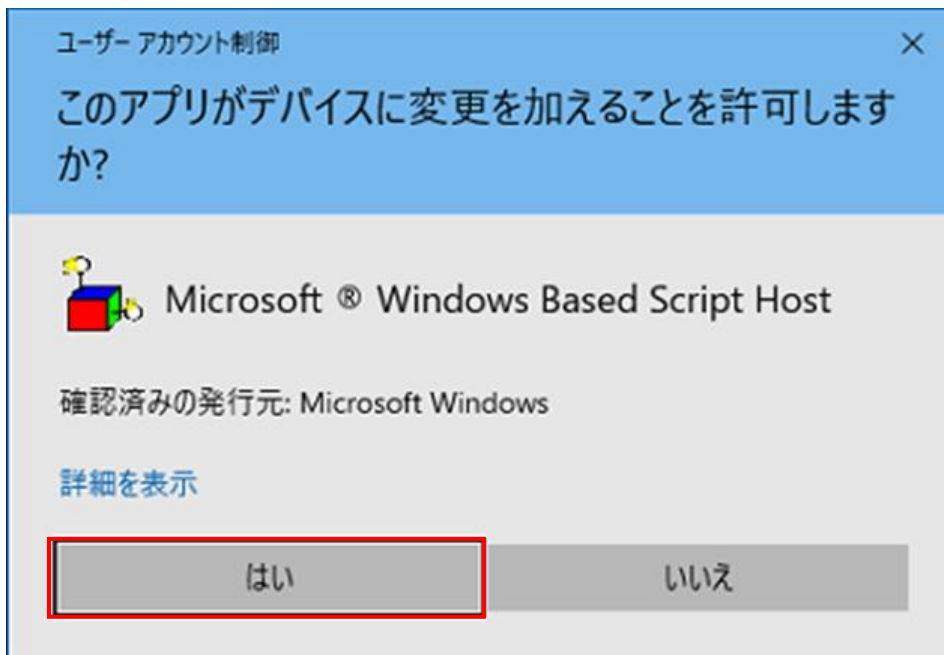 ユーザー アカウント制御
このアプリがデバイスに変更を加えることを許可します
か?
Microsoft ® Windows Based Script Host
確認済みの発行元: Microsoft Windows
詳細を表示
はい
いいえ